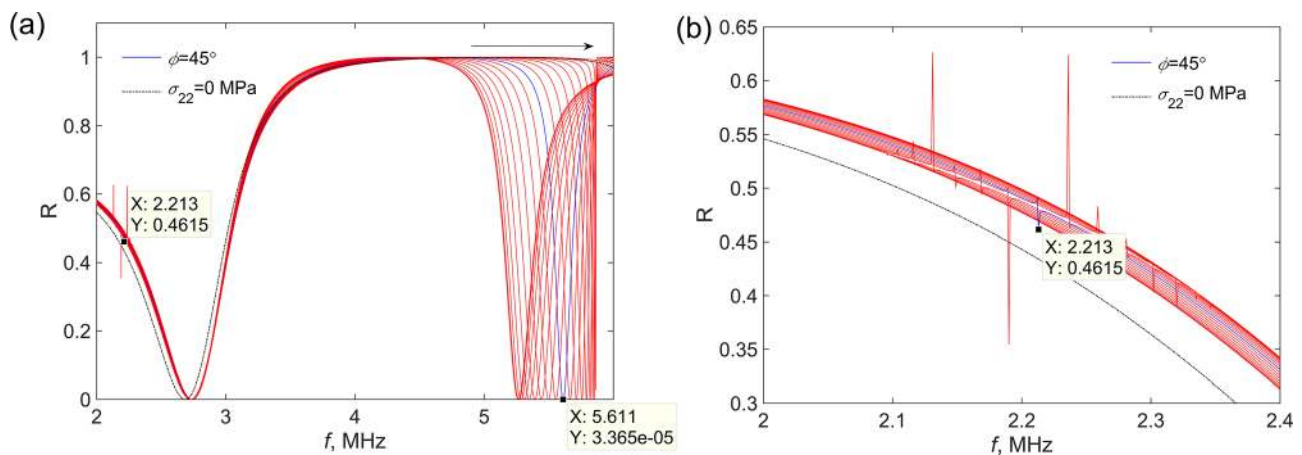 (a)
ϕ=45°
σ22=0 MPa
R
1
0.8
0.6
0.4
0.2
0
X: 2.213
Y: 0.4615
X: 5.611
Y: 3.365e-05
2 3 4 5
f, MHz
(b)
ϕ=45°
σ22=0 MPa
R
0.65
0.6
0.55
0.5
0.45
0.4
0.35
0.3
X: 2.213
Y: 0.4615
2 2.1 2.2 2.3 2.4
f, MHz